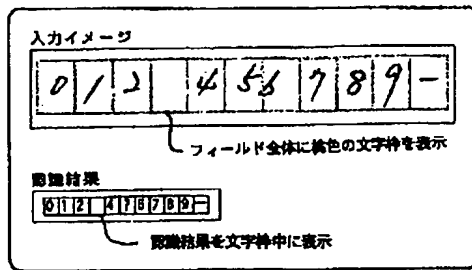 入力イメージ
0 1 2 4 5 6 7 8 9 -
フィールド全体に桃色の文字枠を表示
認識結果
0 1 2 4 ? 6 7 8 9 -
認識結果を文字枠中に表示